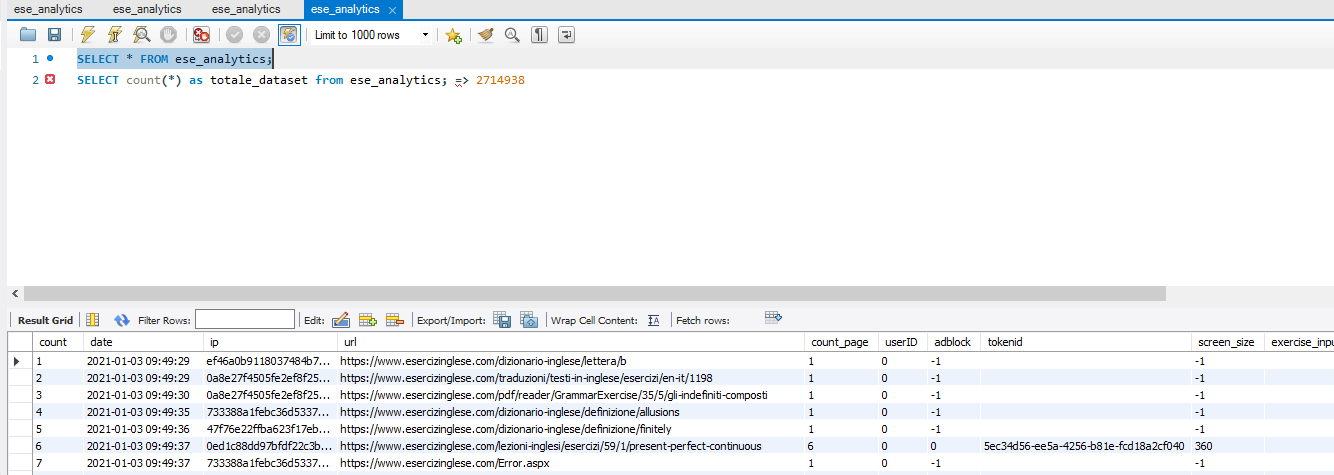 ese_analytics ese_analytics ese_analytics ese_analytics
Limit to 1000 rows
1 SELECT * FROM ese_analytics;
2 SELECT count(*) as totale_dataset from ese_analytics; => 2714938
Result Grid Filter Rows: Edit: Export/Import: Wrap Cell Content: Fetch rows:
count date ip url count_page userID adblock tokenid screen_size exercise_inpu
1 2021-01-03 09:49:29 ef46a0b9118037484b7... https://www.esercizinglese.com/dizionario-inglese/lettera/b 1 0 -1 -1
2 2021-01-03 09:49:29 0a8e27f4505fe2ef8f25... https://www.esercizinglese.com/traduzioni/testi-in-inglese/esercizi/en-it/1198 1 0 -1 -1
3 2021-01-03 09:49:30 0a8e27f4505fe2ef8f25... https://www.esercizinglese.com/pdf/reader/GrammarExercise/35/5/gli-indefiniti-composti 1 0 -1 -1
4 2021-01-03 09:49:35 733388a1febc36d5337... https://www.esercizinglese.com/dizionario-inglese/definizione/allusions 1 0 -1 -1
5 2021-01-03 09:49:36 47f76e22ffba623f17eb... https://www.esercizinglese.com/dizionario-inglese/definizione/finitely 1 0 -1 -1
6 2021-01-03 09:49:37 0ed1c88dd97bfdf22c3b... https://www.esercizinglese.com/lezioni-inglesi/esercizi/59/1/present-perfect-continuous 6 0 0 5ec34d56-ee5a-4256-b81e-fcd18a2cf040 360
7 2021-01-03 09:49:37 733388a1febc36d5337... https://www.esercizinglese.com/Error.aspx 1 0 -1 -1